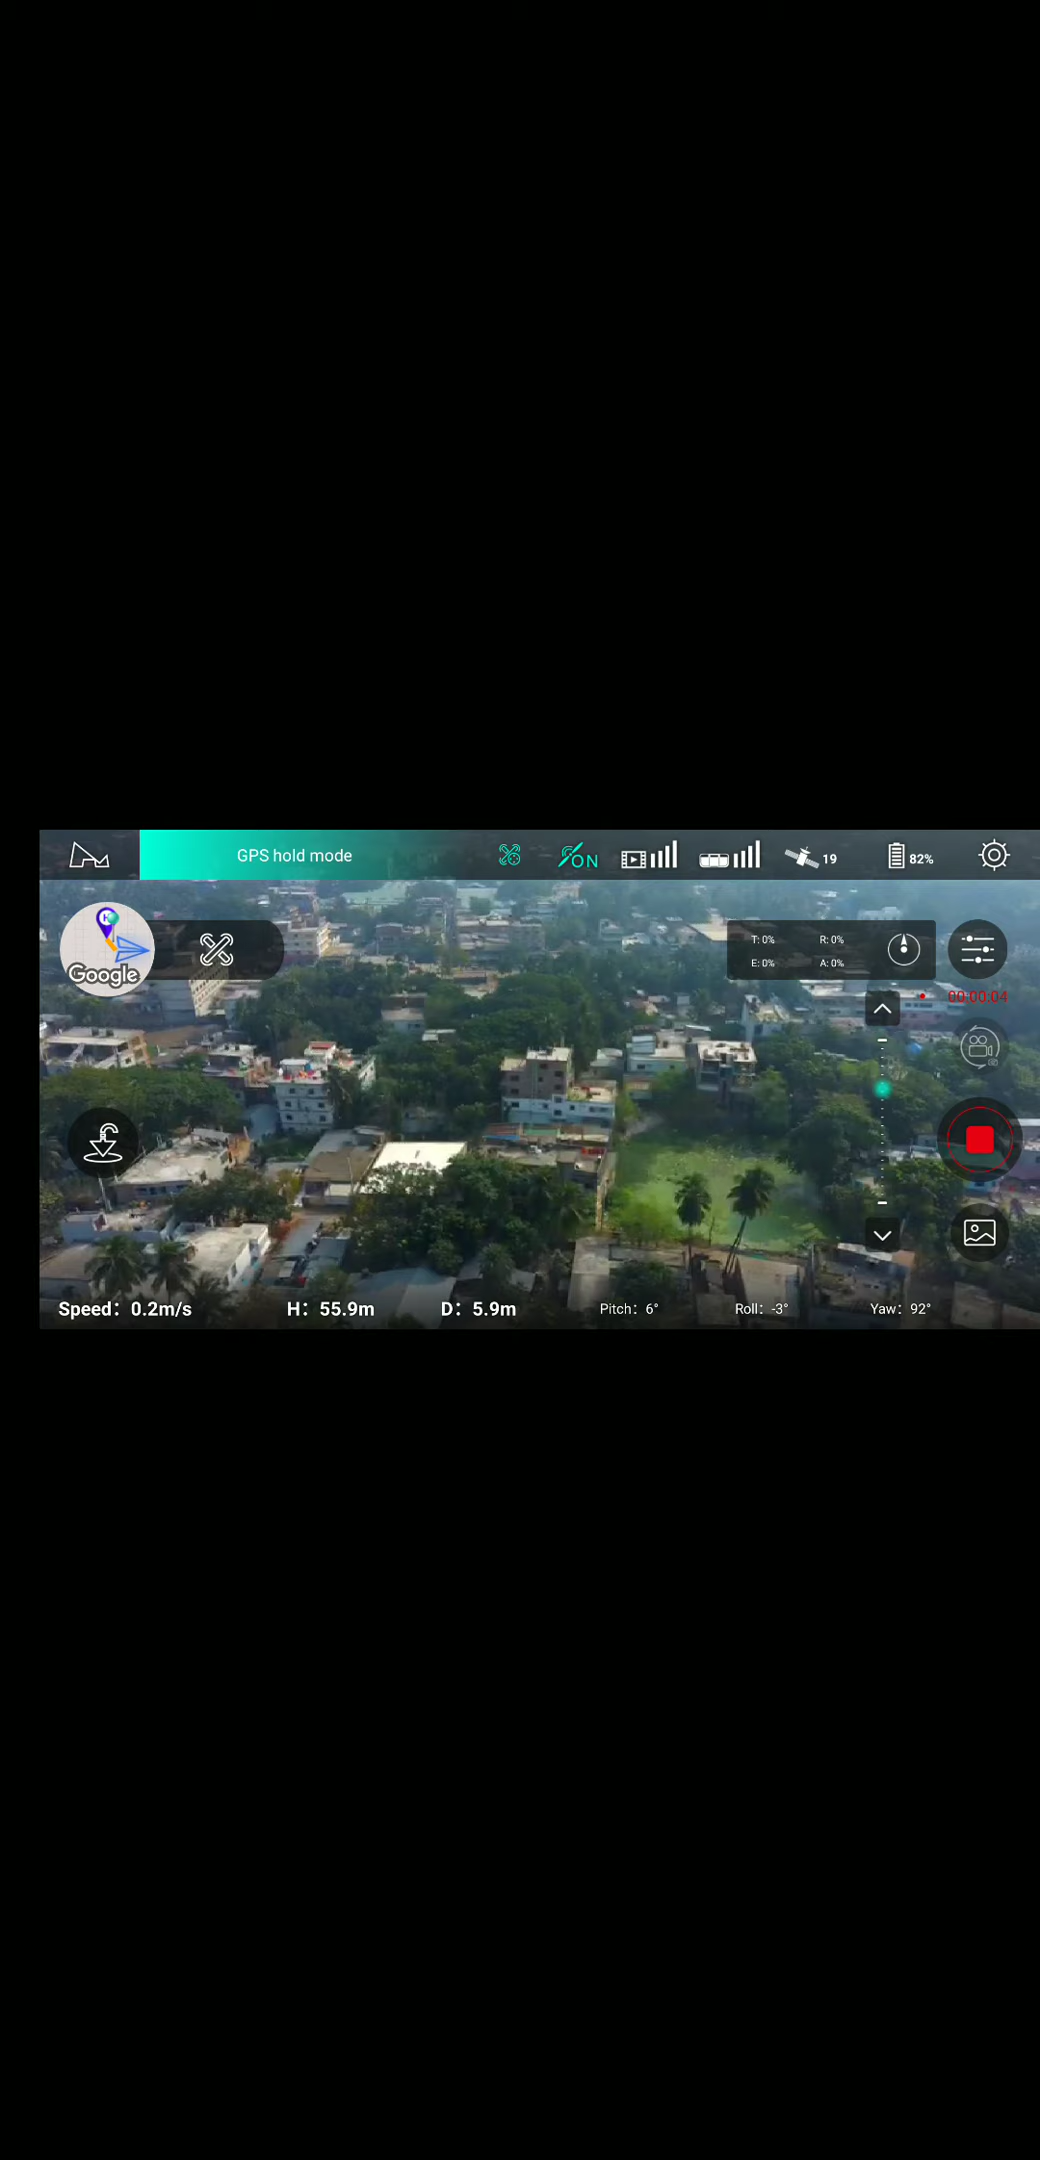 GPS hold mode
ON
19
82%
H
Google
T: 0%
R: 0%
E: 0%
A: 0%
00:00:04
Speed: 0.2m/s
H: 55.9m
D: 5.9m
Pitch: 6°
Roll: -3°
Yaw: 92°